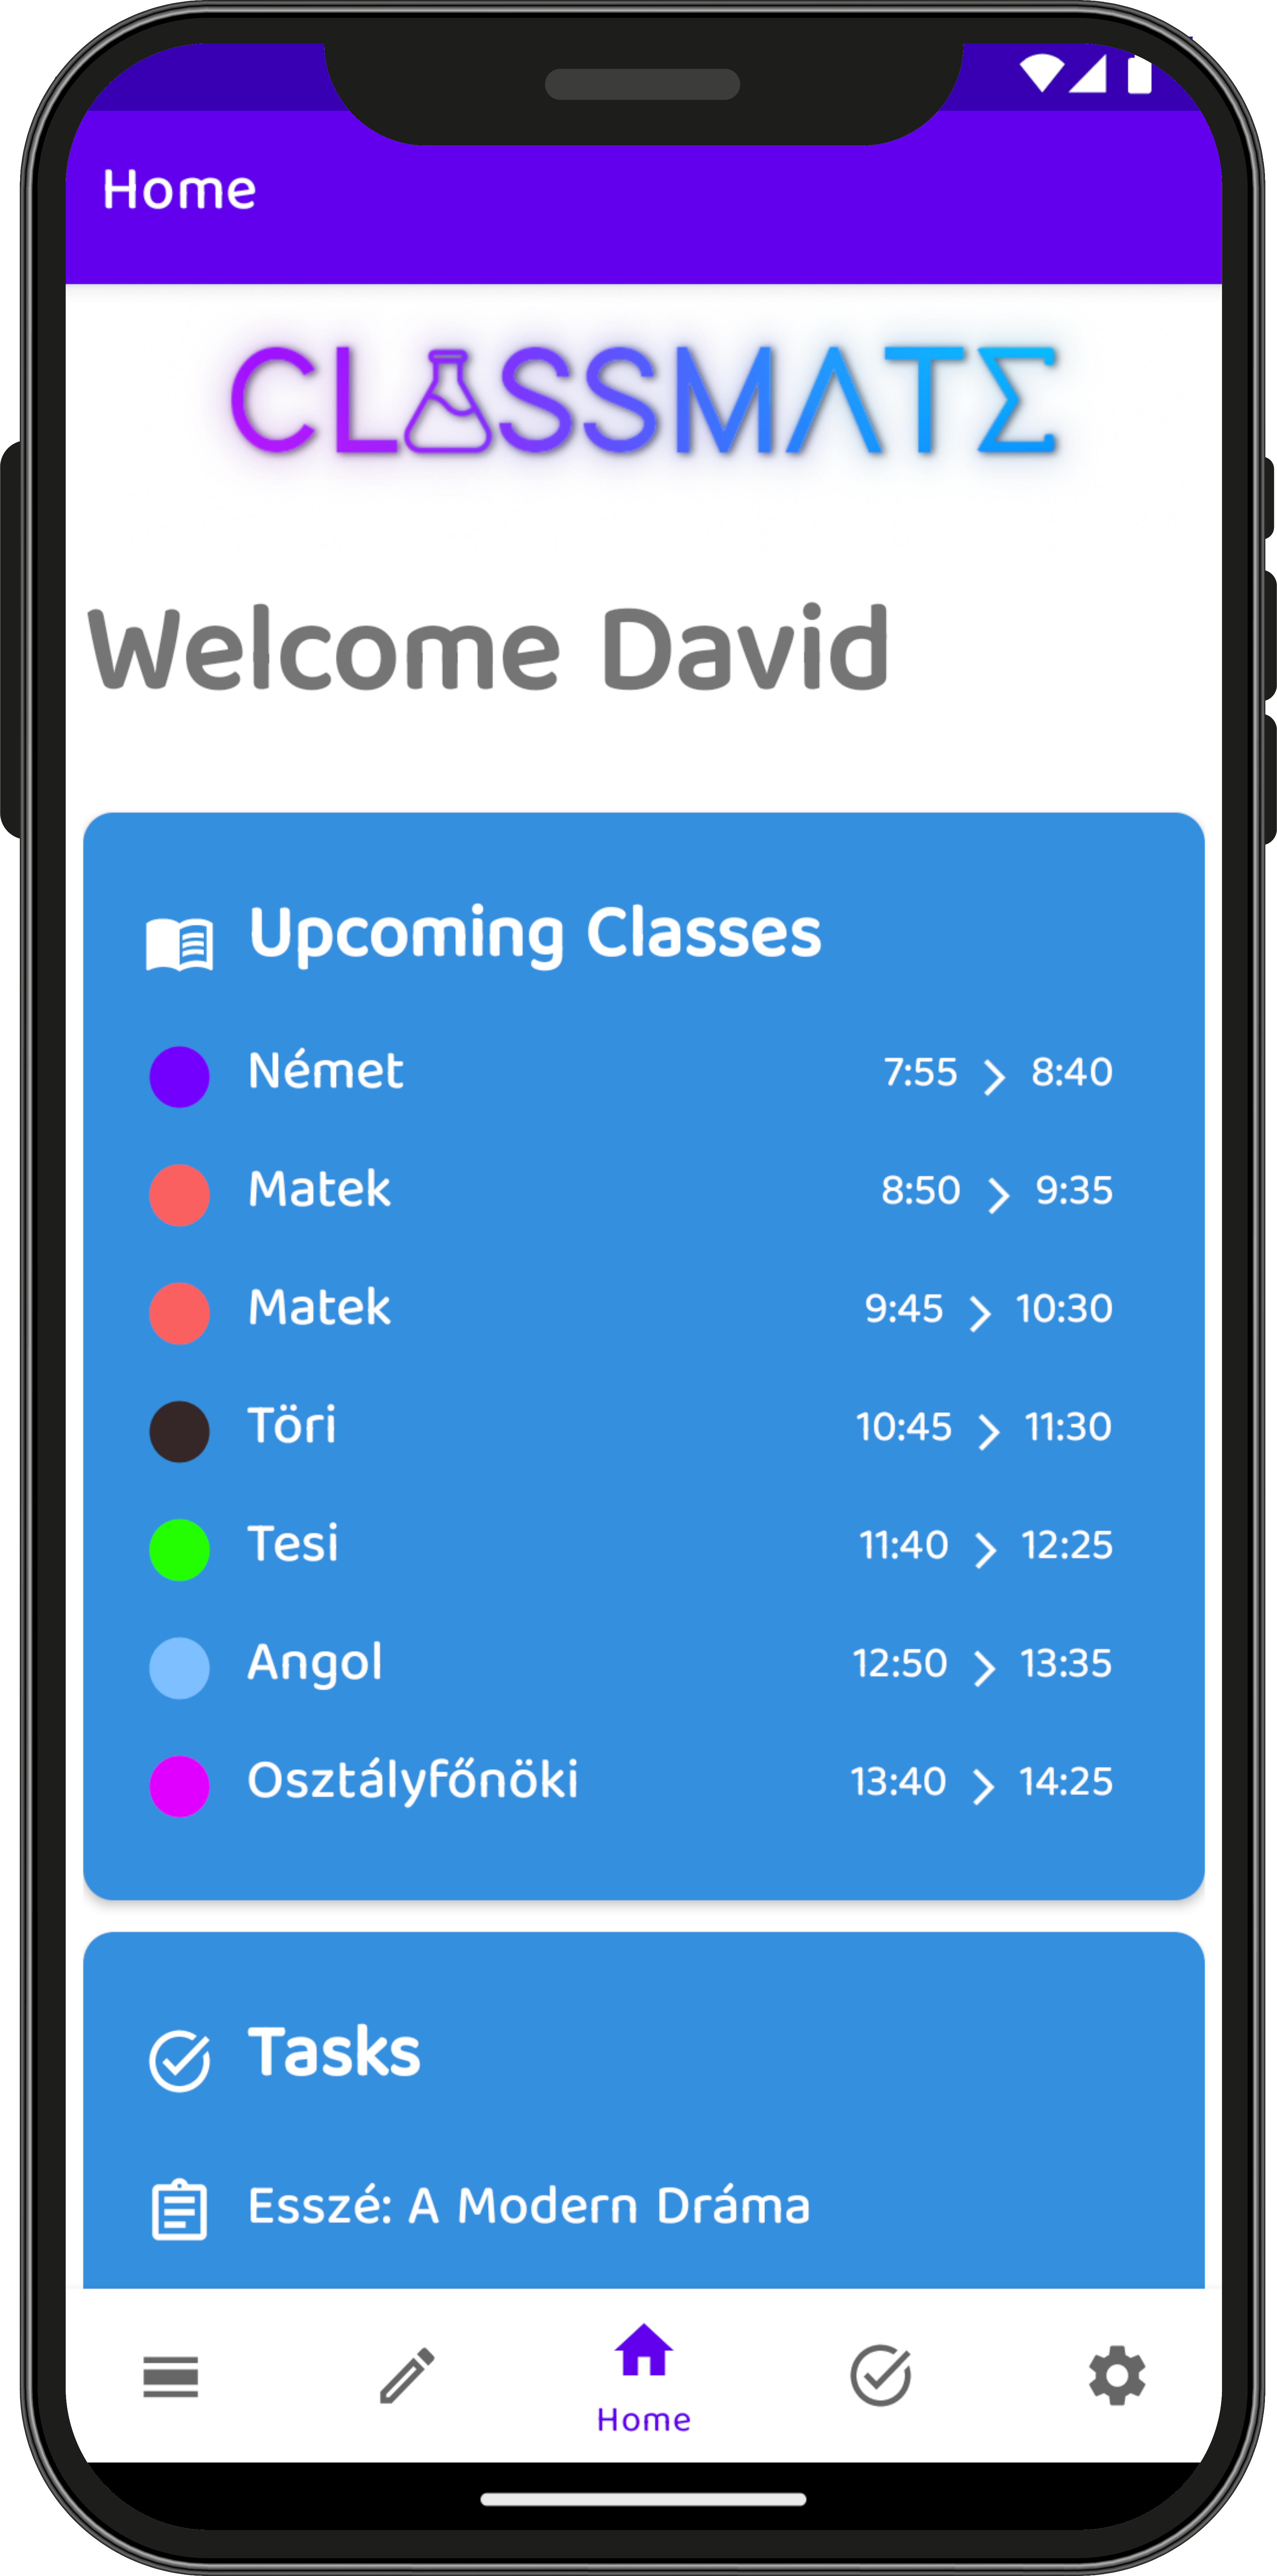 Home
CLASSMATE
Welcome David
Upcoming Classes
Német 7:55 > 8:40
Matek 8:50 > 9:35
Matek 9:45 > 10:30
Töri 10:45 > 11:30
Tesi 11:40 > 12:25
Angol 12:50 > 13:35
Osztályfőnöki 13:40 > 14:25
Tasks
Esszé: A Modern Dráma
Home